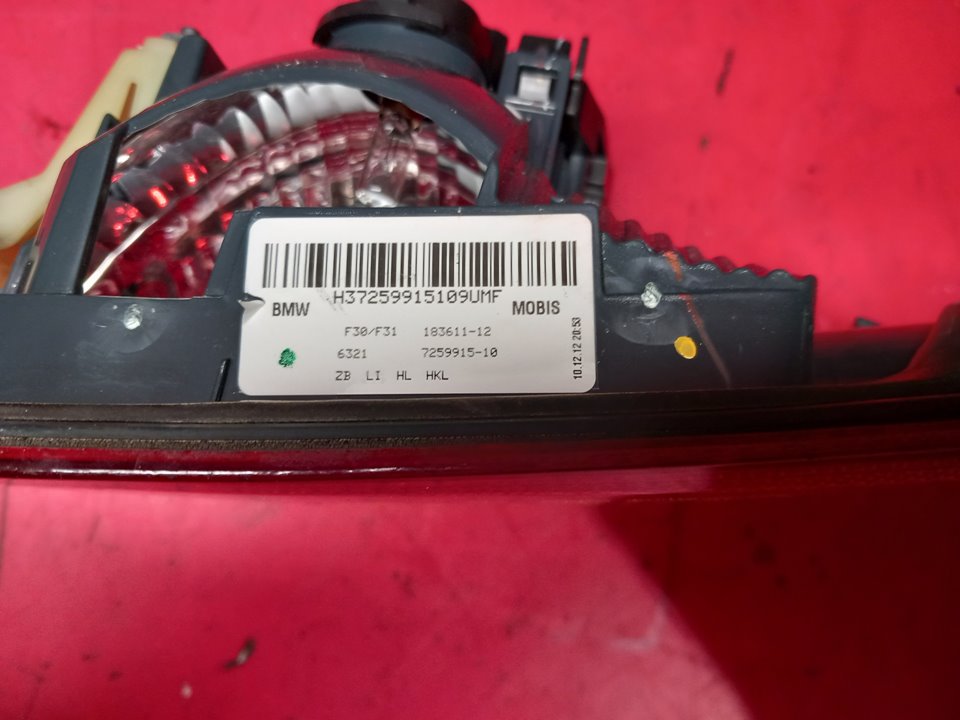 H37259915109UMF
BMW MOBIS
F30/F31 183611-12
6321 7259915-10
ZB LI HL HKL
10.12.12 20:53